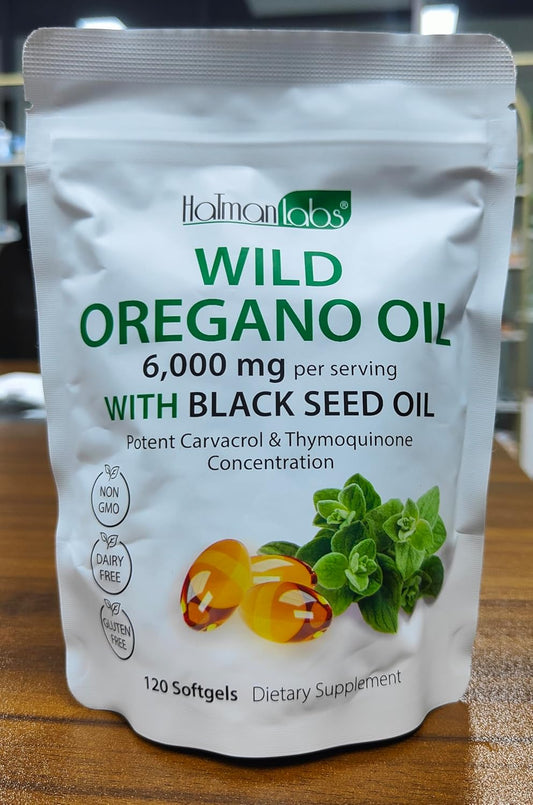 HaTmanLabs®
WILD
OREGANO OIL
6,000 mg per serving
WITH BLACK SEED OIL
Potent Carvacrol & Thymoquinone
Concentration
NON
GMO
DAIRY
FREE
GLUTEN
FREE
120 Softgels Dietary Supplement